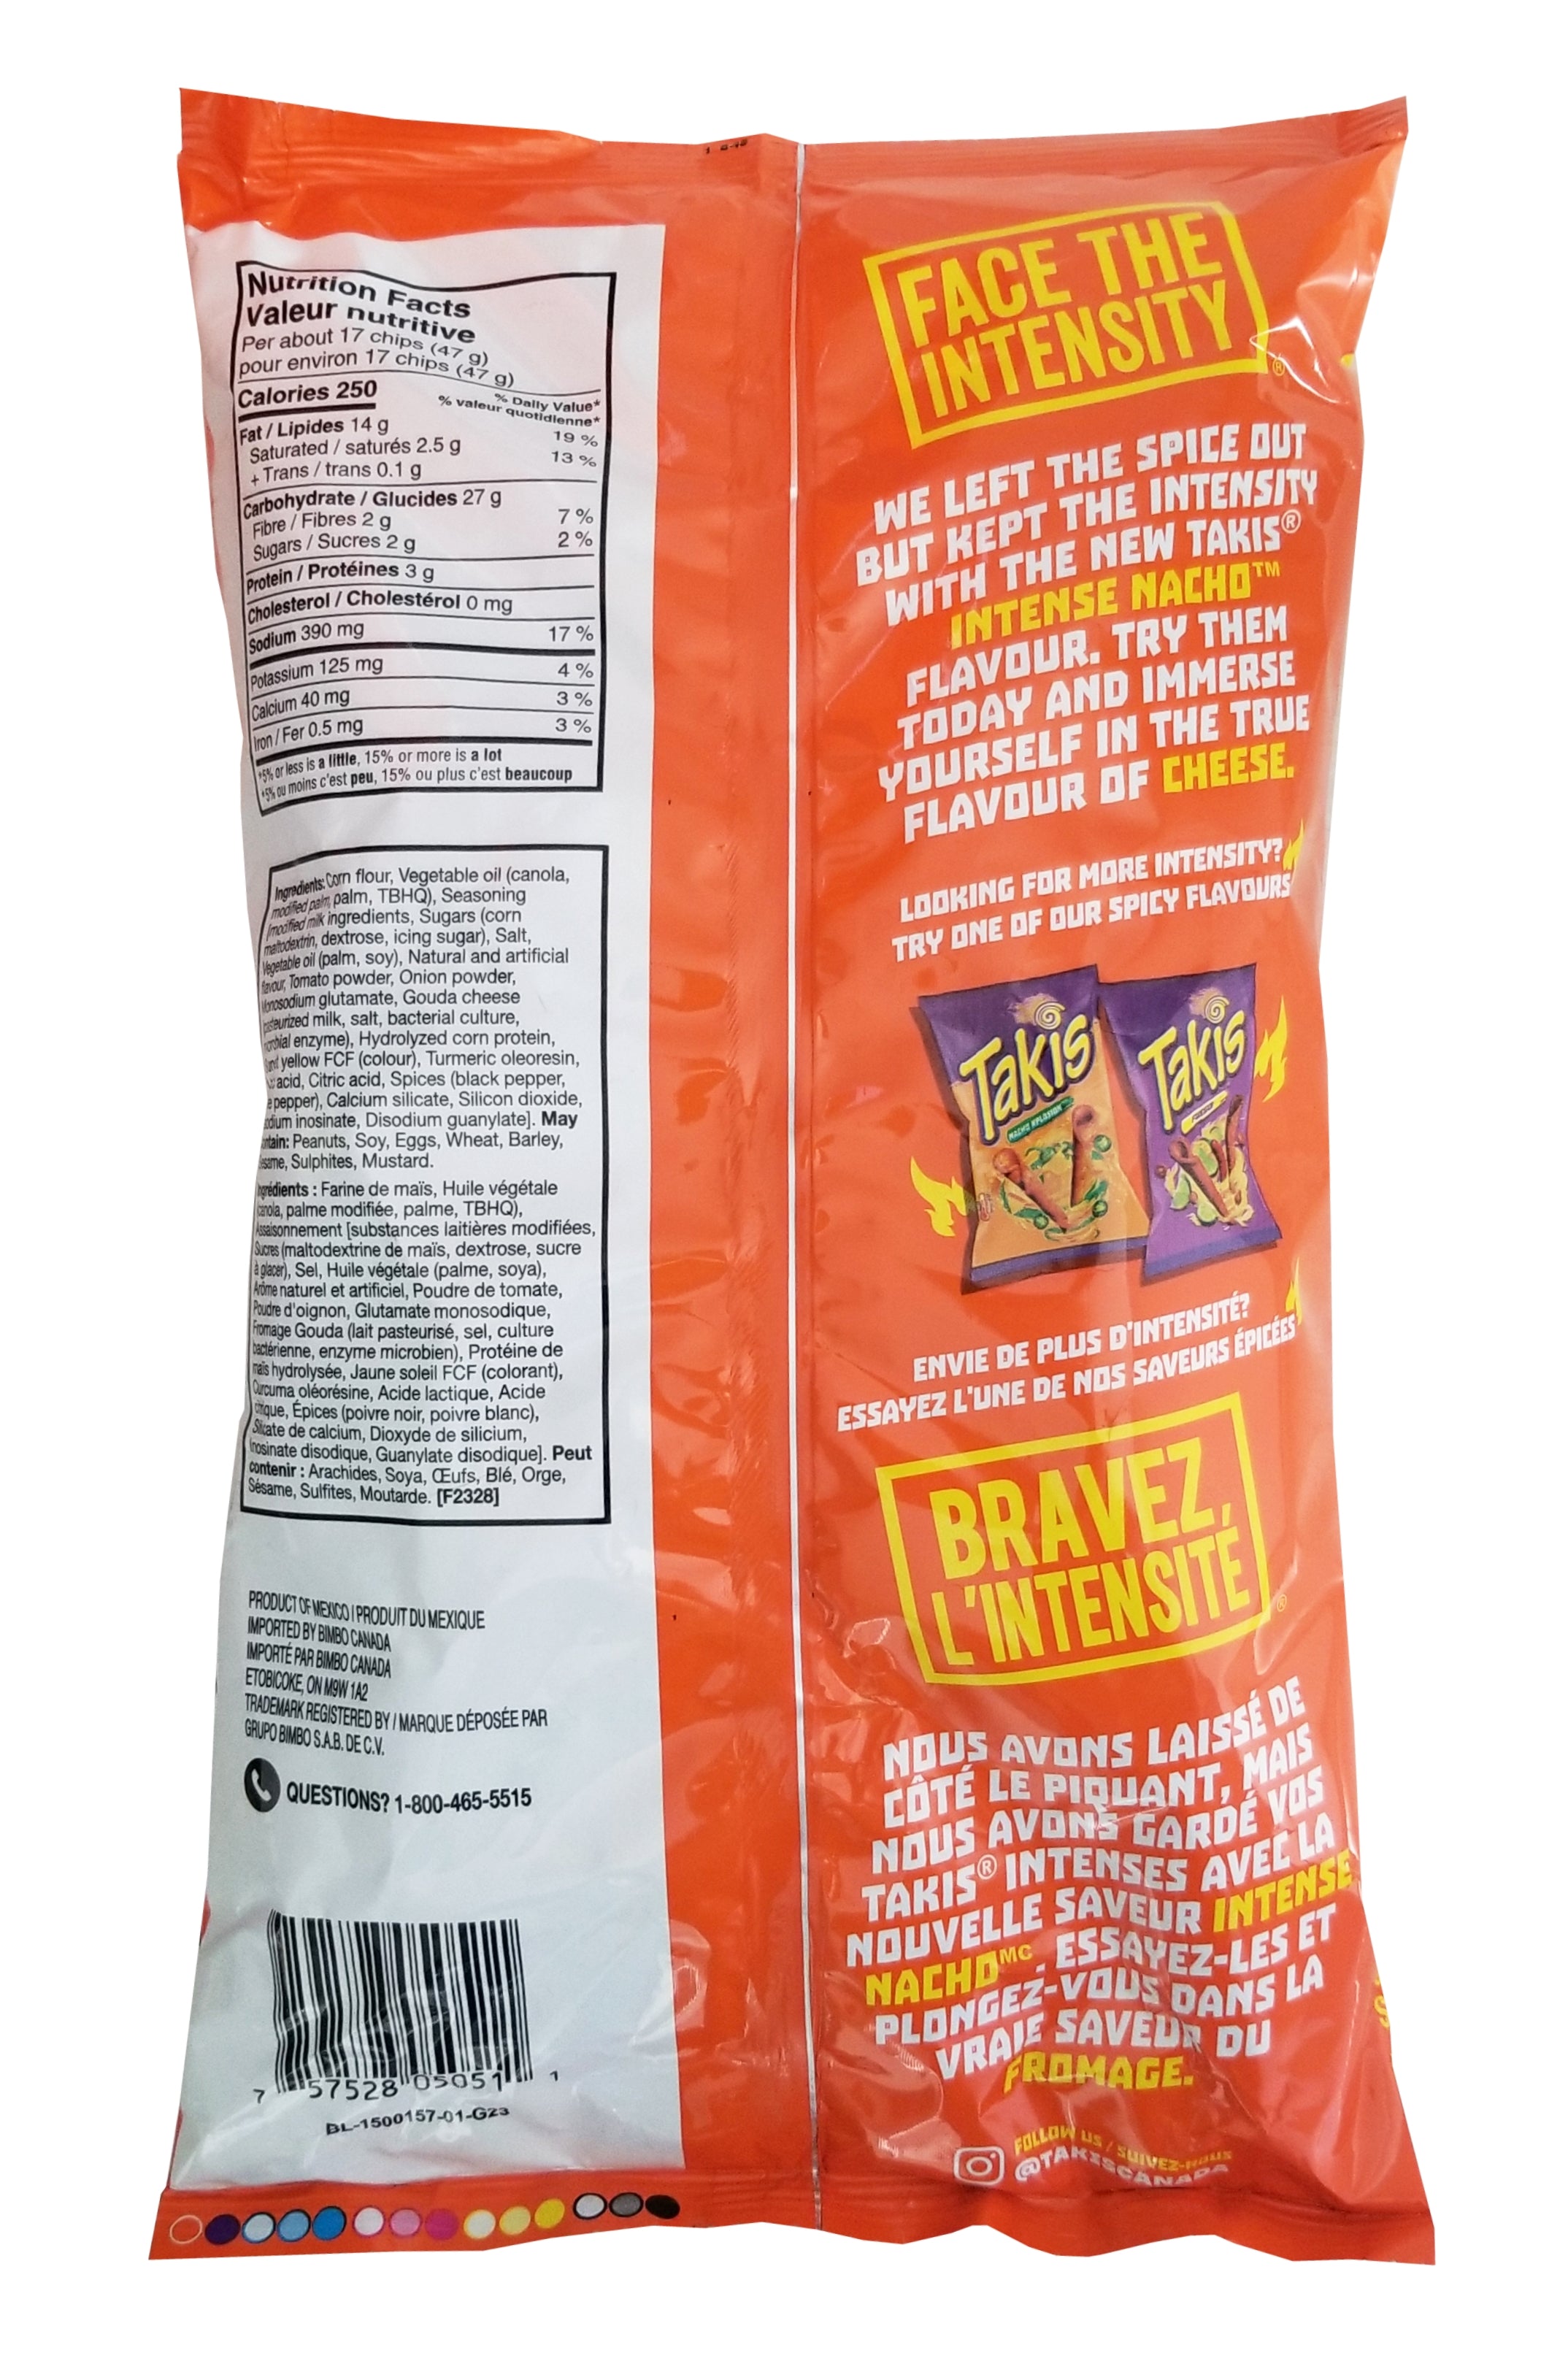 Nutrition Facts
Valeur nutritive
Per about 17 chips (47 g)
pour environ 17 chips (47 g)
Calories 250
% Daily Value*
% valeur quotidienne*
Fat / Lipides 14 g 19 %
Saturated / saturés 2.5 g 13 %
+ Trans / trans 0.1 g
Carbohydrate / Glucides 27 g
Fibre / Fibres 2 g 7 %
Sugars / Sucres 2 g 2 %
Protein / Protéines 3 g
Cholesterol / Cholestérol 0 mg
Sodium 390 mg 17 %
Potassium 125 mg 4 %
Calcium 40 mg 3 %
Iron / Fer 0.5 mg 3 %
*5% or less is a little, 15% or more is a lot
*5% ou moins c'est peu, 15% ou plus c'est beaucoup
Ingredients: Corn flour, Vegetable oil (canola,
modified palm, palm, TBHQ), Seasoning
[modified milk ingredients, Sugars (corn
maltodextrin, dextrose, icing sugar), Salt,
Vegetable oil (palm, soy), Natural and artificial
flavour, Tomato powder, Onion powder,
Monosodium glutamate, Gouda cheese
milk, salt, bacterial culture,
enzyme), Hydrolyzed corn protein,
yellow FCF (colour), Turmeric oleoresin,
acid, Citric acid, Spices (black pepper,
pepper), Calcium silicate, Silicon dioxide,
inosinate, Disodium guanylate]. May
Peanuts, Soy, Eggs, Wheat, Barley,
Sulphites, Mustard.
Ingrédients : Farine de maïs, Huile végétale
canola, palme modifiée, palme, TBHQ),
Assaisonnement [substances laitières modifiées,
Sucres (maltodextrine de maïs, dextrose, sucre
à glacer), Sel, Huile végétale (palme, soya),
Arôme naturel et artificiel, Poudre de tomate,
Poudre d'oignon, Glutamate monosodique,
Fromage Gouda (lait pasteurisé, sel, culture
bactérienne, enzyme microbien), Protéine de
maïs hydrolysée, Jaune soleil FCF (colorant),
Curcuma oléorésine, Acide lactique, Acide
citrique, Épices (poivre noir, poivre blanc),
Silicate de calcium, Dioxyde de silicium,
Inosinate disodique, Guanylate disodique]. Peut
contenir : Arachides, Soya, Œufs, Blé, Orge,
Sésame, Sulfites, Moutarde. [F2328]
PRODUCT OF MEXICO | PRODUIT DU MEXIQUE
IMPORTED BY BIMBO CANADA
IMPORTÉ PAR BIMBO CANADA
ETOBICOKE, ON M9W 1A2
TRADEMARK REGISTERED BY / MARQUE DÉPOSÉE PAR
GRUPO BIMBO S.A.B. DE C.V.
QUESTIONS? 1-800-465-5515
7 57528 05051 1
BL-1500157-01-G23
FACE THE
INTENSITY®
WE LEFT THE SPICE OUT
BUT KEPT THE INTENSITY
WITH THE NEW TAKIS®
INTENSE NACHO™
FLAVOUR. TRY THEM
TODAY AND IMMERSE
YOURSELF IN THE TRUE
FLAVOUR OF CHEESE.
LOOKING FOR MORE INTENSITY?
TRY ONE OF OUR SPICY FLAVOURS
Takis
NACHO XPLOSION
Takis
FUEGO
ENVIE DE PLUS D'INTENSITÉ?
ESSAYEZ L'UNE DE NOS SAVEURS ÉPICÉES
BRAVEZ
L'INTENSITÉ®
NOUS AVONS LAISSÉ DE
CÔTÉ LE PIQUANT, MAIS
NOUS AVONS GARDÉ VOS
TAKIS® INTENSES AVEC LA
NOUVELLE SAVEUR INTENSE
NACHO MC. ESSAYEZ-LES ET
PLONGEZ-VOUS DANS LA
VRAIE SAVEUR DU
FROMAGE.
FOLLOW US / SUIVEZ-NOUS
@TAKISCANADA